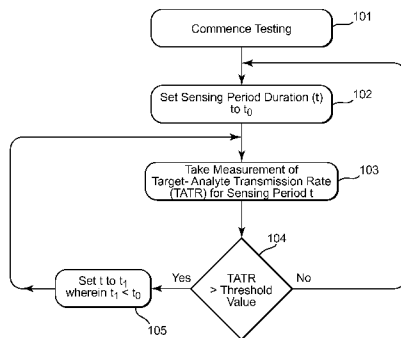 Commence Testing
101
Set Sensing Period Duration (t)
to t₀
102
Take Measurement of
Target- Analyte Transmission Rate
(TATR) for Sensing Period t
103
104
TATR
> Threshold
Value
Yes
No
Set t to t₁
wherein t₁ < t₀
105